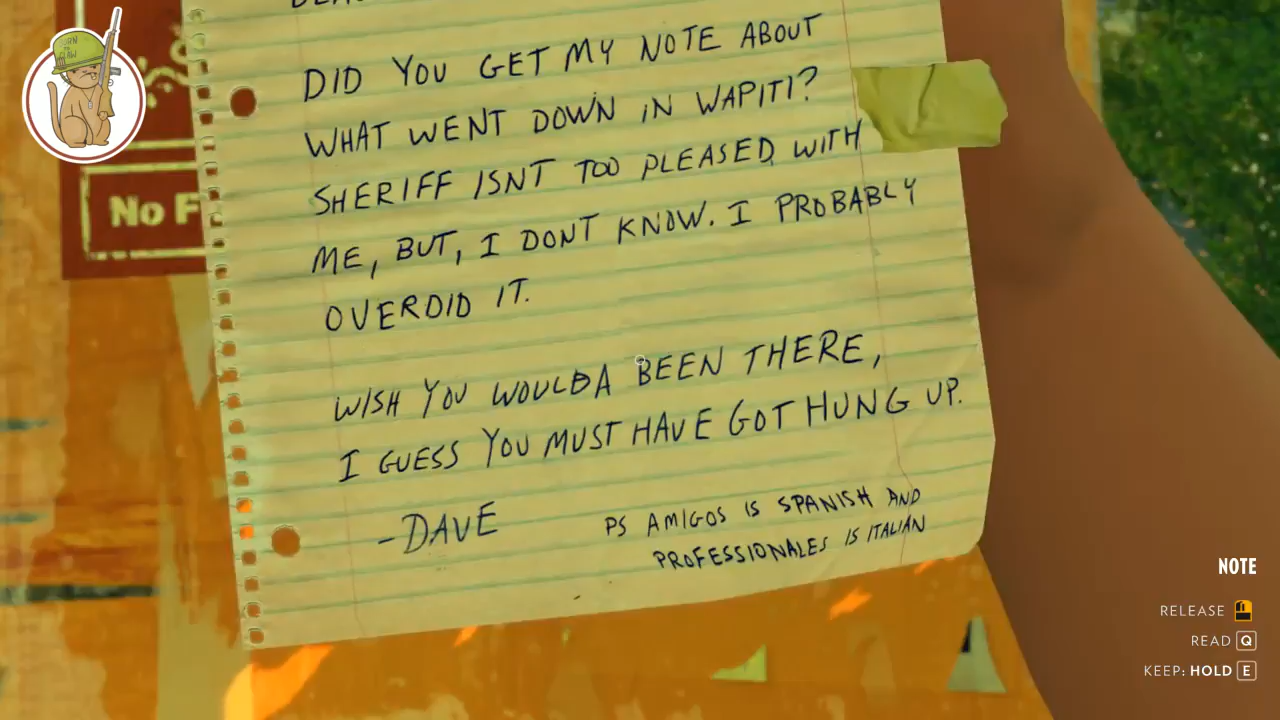 DID YOU GET MY NOTE ABOUT
WHAT WENT DOWN IN WAPITI?
SHERIFF ISNT TOO PLEASED WITH
ME, BUT, I DONT KNOW. I PROBABLY
OVERDID IT.
WISH YOU WOULDA BEEN THERE,
I GUESS YOU MUST HAVE GOT HUNG UP.
-DAVE
PS AMIGOS IS SPANISH AND
PROFESSIONALES IS ITALIAN
No F
NOTE
RELEASE
READ Q
KEEP: HOLD E